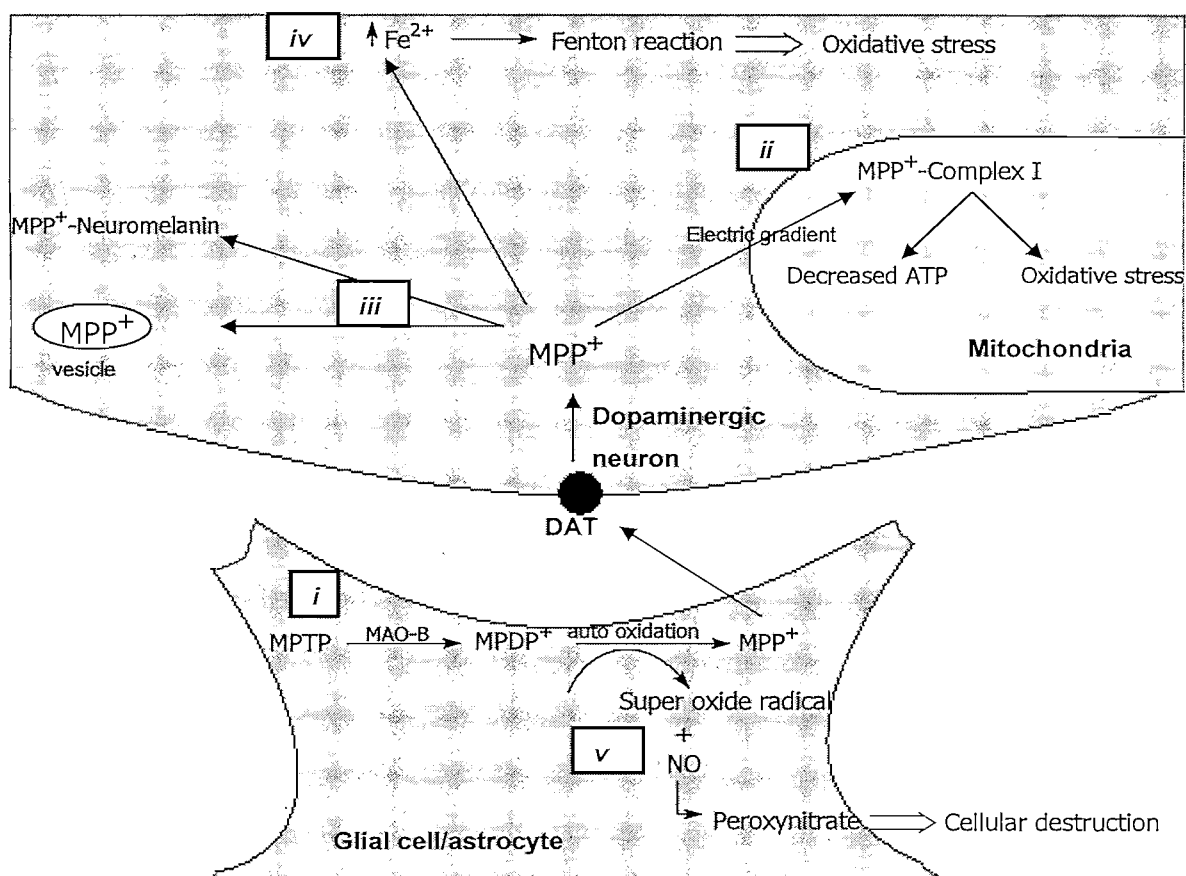 iv
Fe2+
Fenton reaction
Oxidative stress
ii
MPP+-Complex I
MPP+-Neuromelanin
Electric gradient
Decreased ATP
Oxidative stress
iii
MPP+
vesicle
MPP+
Mitochondria
Dopaminergic
neuron
DAT
i
MPTP
MAO-B
MPDP+
auto oxidation
MPP+
Super oxide radical
+
v
NO
Peroxynitrate
Cellular destruction
Glial cell/astrocyte